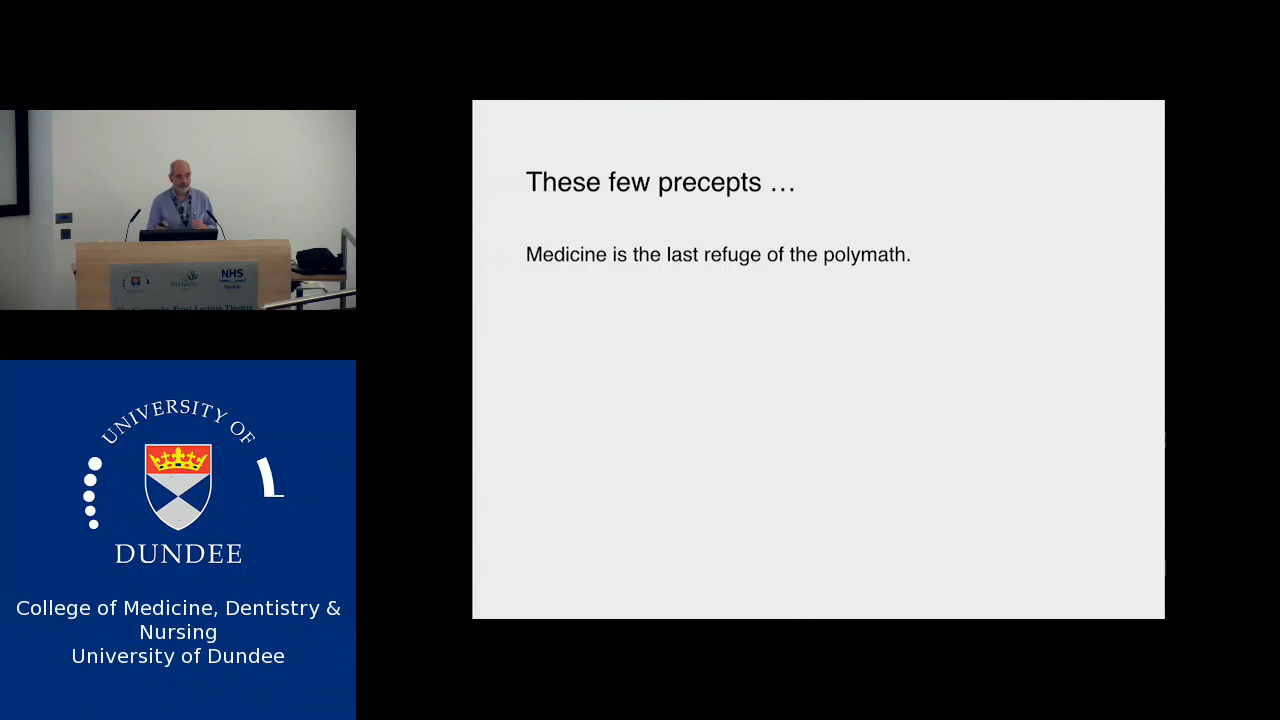 These few precepts …
Medicine is the last refuge of the polymath.
NHS
UNIVERSITY OF
DUNDEE
College of Medicine, Dentistry &
Nursing
University of Dundee